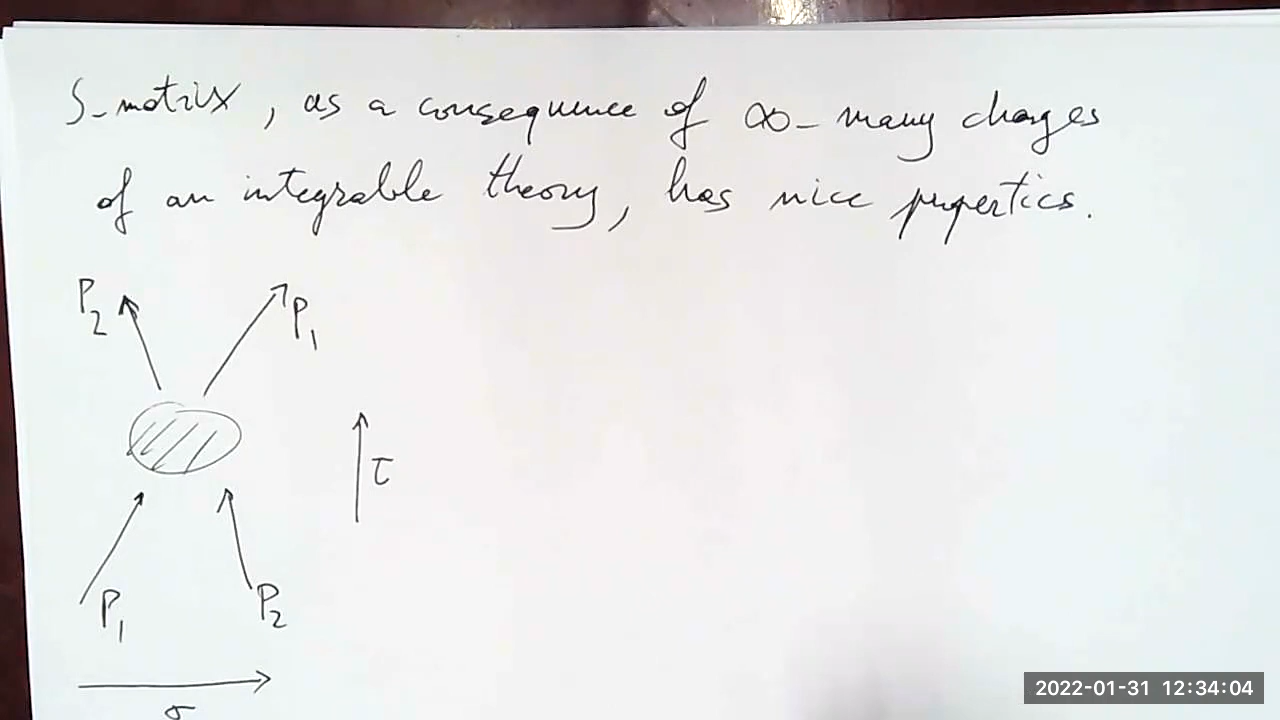 S-matrix, as a consequence of ∞-many charges
of an integrable theory, has nice properties.
P₂ P₁
τ
P₁ P₂
σ
2022-01-31 12:34:04